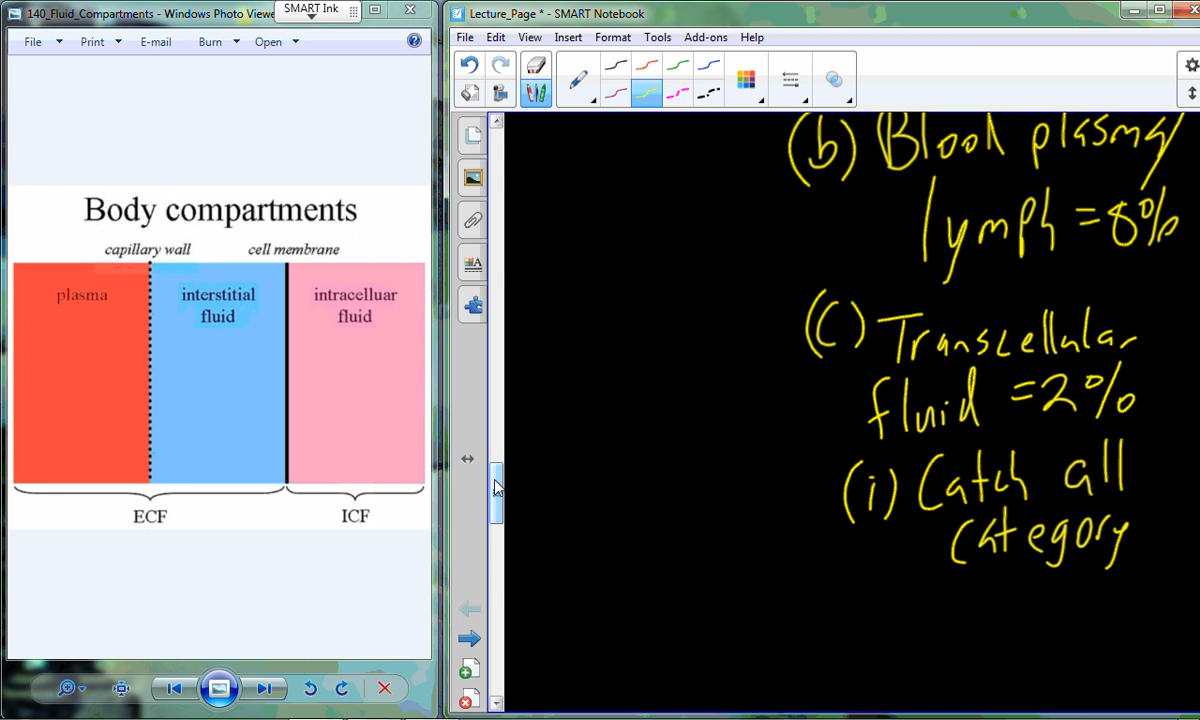 140_Fluid_Compartments - Windows Photo Viewe
SMART Ink
File Print E-mail Burn Open
Body compartments
capillary wall cell membrane
plasma
interstitial
fluid
intracelluar
fluid
ECF ICF
Lecture_Page * - SMART Notebook
File Edit View Insert Format Tools Add-ons Help
(b) Blood plasma/
lymph = 8%
(C) Transcellular
fluid = 2%
(i) Catch all
category